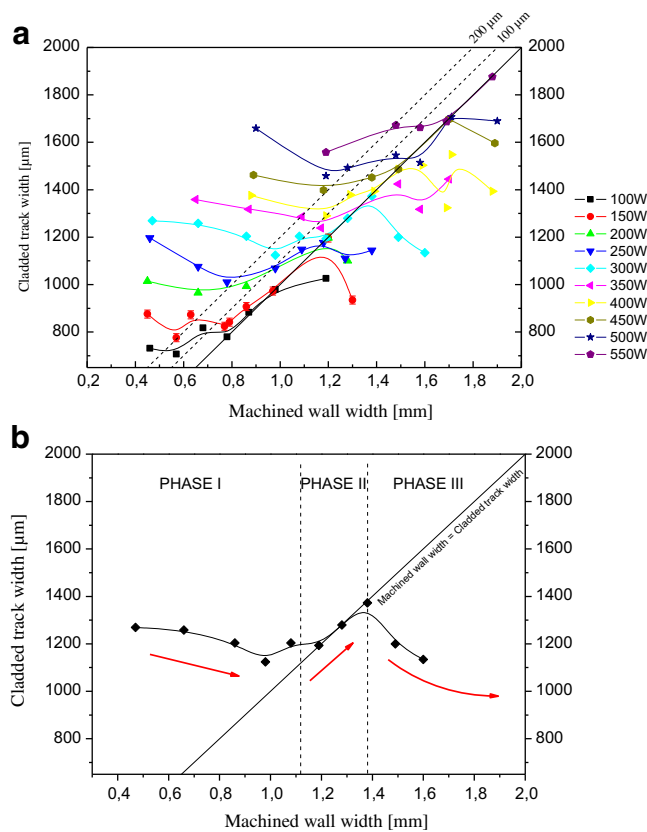 a
200 µm
100 µm
2000
2000
1800
1800
1600
1600
1400
1400
1200
1200
1000
1000
800
800
Cladded track width [µm]
0,2 0,4 0,6 0,8 1,0 1,2 1,4 1,6 1,8 2,0
Machined wall width [mm]
100W
150W
200W
250W
300W
350W
400W
450W
500W
550W
b
2000
2000
PHASE I PHASE II PHASE III
1800
1800
1600
1600
1400
1400
1200
1200
1000
1000
800
800
Cladded track width [µm]
Machined wall width = Cladded track width
0,4 0,6 0,8 1,0 1,2 1,4 1,6 1,8 2,0
Machined wall width [mm]